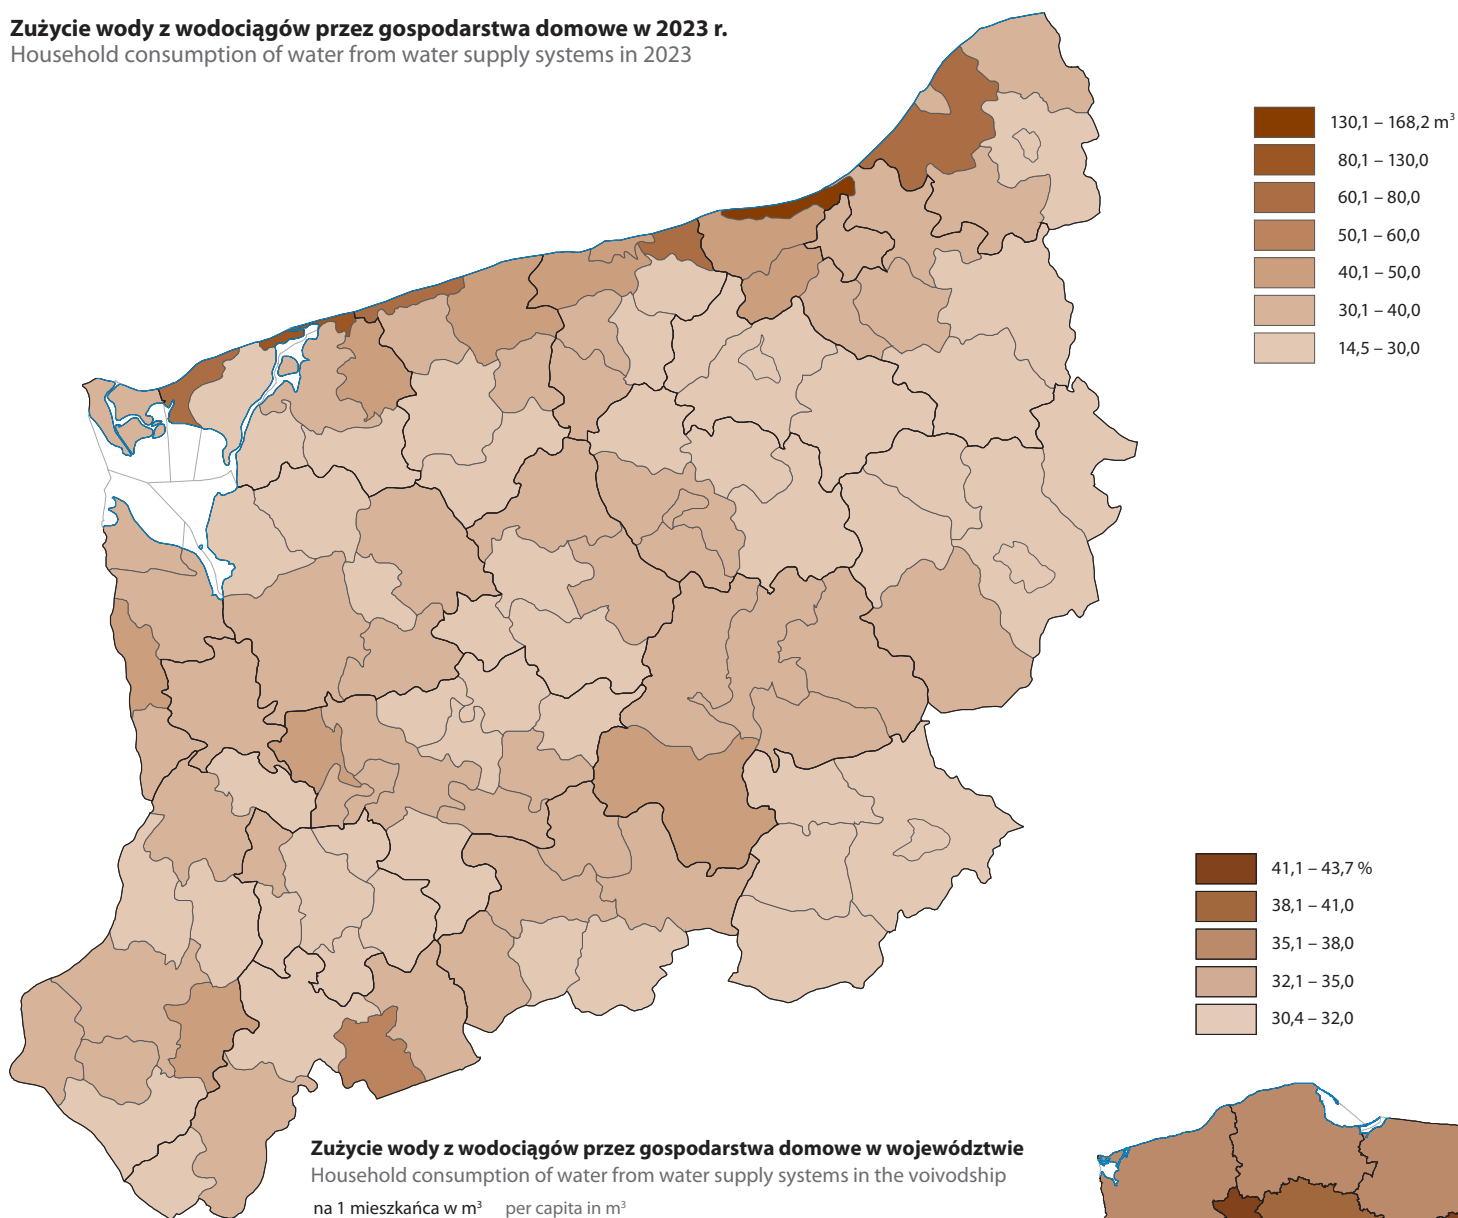 Zużycie wody z wodociągów przez gospodarstwa domowe w 2023 r.
Household consumption of water from water supply systems in 2023
130,1 – 168,2 m³
80,1 – 130,0
60,1 – 80,0
50,1 – 60,0
40,1 – 50,0
30,1 – 40,0
14,5 – 30,0
41,1 – 43,7 %
38,1 – 41,0
35,1 – 38,0
32,1 – 35,0
30,4 – 32,0
Zużycie wody z wodociągów przez gospodarstwa domowe w województwie
Household consumption of water from water supply systems in the voivodship
na 1 mieszkańca w m³ per capita in m³